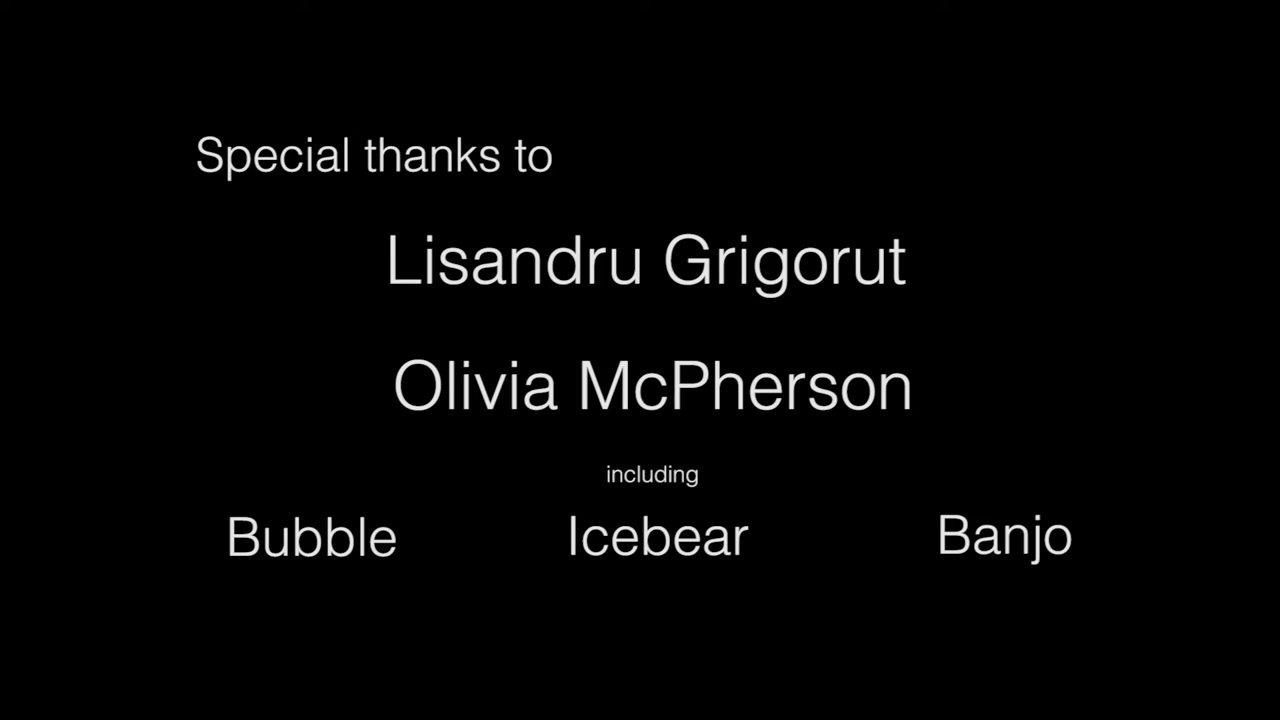 Special thanks to
Lisandru Grigorut
Olivia McPherson
including
Bubble Icebear Banjo